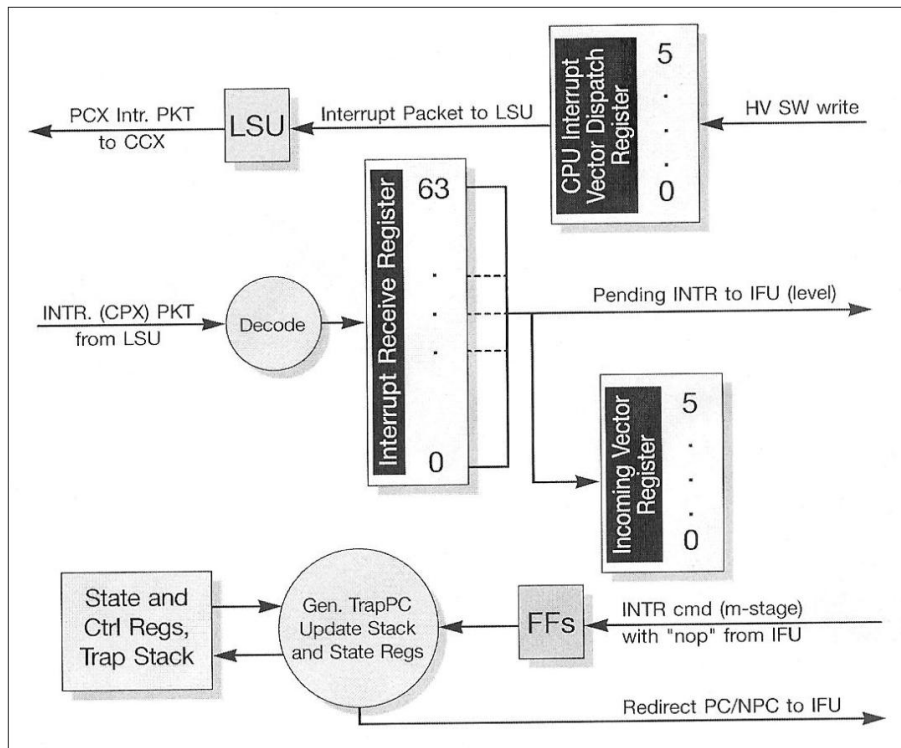 PCX Intr. PKT
to CCX
LSU
Interrupt Packet to LSU
CPU Interrupt
Vector Dispatch
Register
5
.
.
.
0
HV SW write
INTR. (CPX) PKT
from LSU
Decode
Interrupt Receive Register
63
.
.
.
0
Pending INTR to IFU (level)
Incoming Vector
Register
5
.
.
.
0
State and
Ctrl Regs,
Trap Stack
Gen. TrapPC
Update Stack
and State Regs
FFs
INTR cmd (m-stage)
with "nop" from IFU
Redirect PC/NPC to IFU